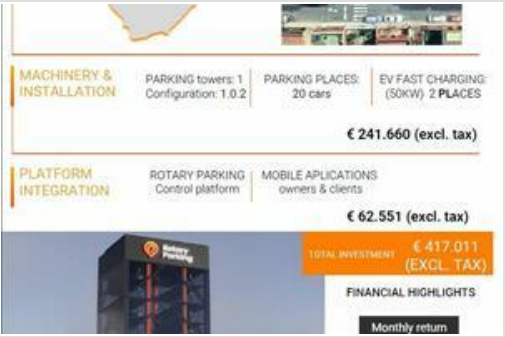 MACHINERY &
INSTALLATION
PARKING towers: 1
Configuration: 1.0.2
PARKING PLACES:
20 cars
EV FAST CHARGING:
(50KW) 2 PLACES
€ 241.660 (excl. tax)
PLATFORM
INTEGRATION
ROTARY PARKING
Control platform
MOBILE APLICATIONS
owners & clients
€ 62.551 (excl. tax)
Rotary
Parking
TOTAL INVESTMENT
€ 417.011
(EXCL. TAX)
FINANCIAL HIGHLIGHTS
Monthly return